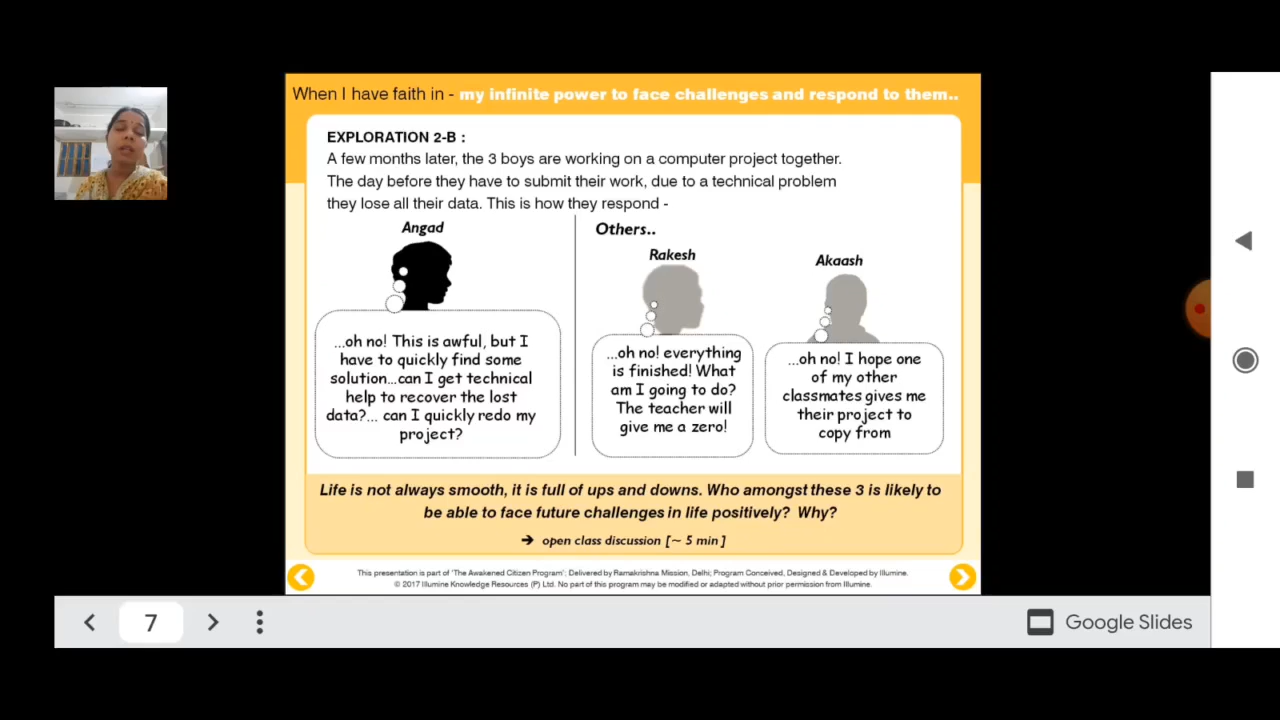 When I have faith in - my infinite power to face challenges and respond to them..
EXPLORATION 2-B :
A few months later, the 3 boys are working on a computer project together.
The day before they have to submit their work, due to a technical problem
they lose all their data. This is how they respond -
Angad
...oh no! This is awful, but I
have to quickly find some
solution...can I get technical
help to recover the lost
data?... can I quickly redo my
project?
Others..
Rakesh
...oh no! everything
is finished! What
am I going to do?
The teacher will
give me a zero!
Akaash
...oh no! I hope one
of my other
classmates gives me
their project to
copy from
Life is not always smooth, it is full of ups and downs. Who amongst these 3 is likely to
be able to face future challenges in life positively? Why?
➔ open class discussion [~ 5 min]
This presentation is part of 'The Awakened Citizen Program'; Delivered by Ramakrishna Mission, Delhi; Program Conceived, Designed & Developed by Illumine.
© 2017 Illumine Knowledge Resources (P) Ltd. No part of this program may be modified or adapted without prior permission from Illumine.
7
Google Slides